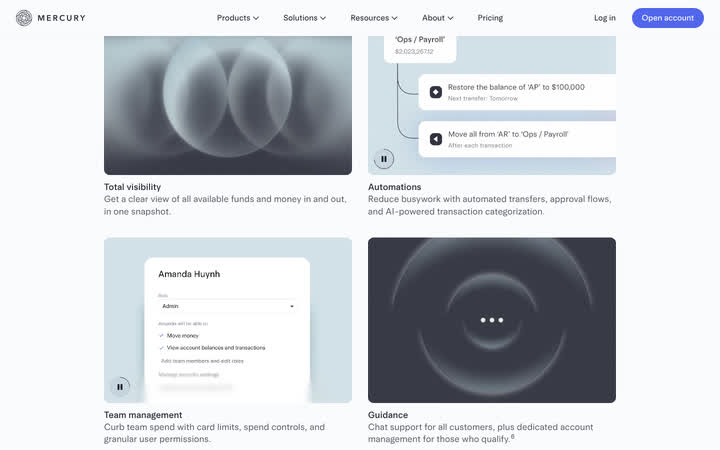 MERCURY
Products
Solutions
Resources
About
Pricing
Log in
Open account
'Ops / Payroll'
$2,023,267.12
Restore the balance of 'AP' to $100,000
Next transfer: Tomorrow
Move all from 'AR' to 'Ops / Payroll'
After each transaction
Total visibility
Get a clear view of all available funds and money in and out,
in one snapshot.
Automations
Reduce busywork with automated transfers, approval flows,
and AI-powered transaction categorization.
Amanda Huynh
Role
Admin
Amanda will be able to:
Move money
View account balances and transactions
Add team members and edit roles
Manage security settings
Team management
Curb team spend with card limits, spend controls, and
granular user permissions.
Guidance
Chat support for all customers, plus dedicated account
management for those who qualify.6